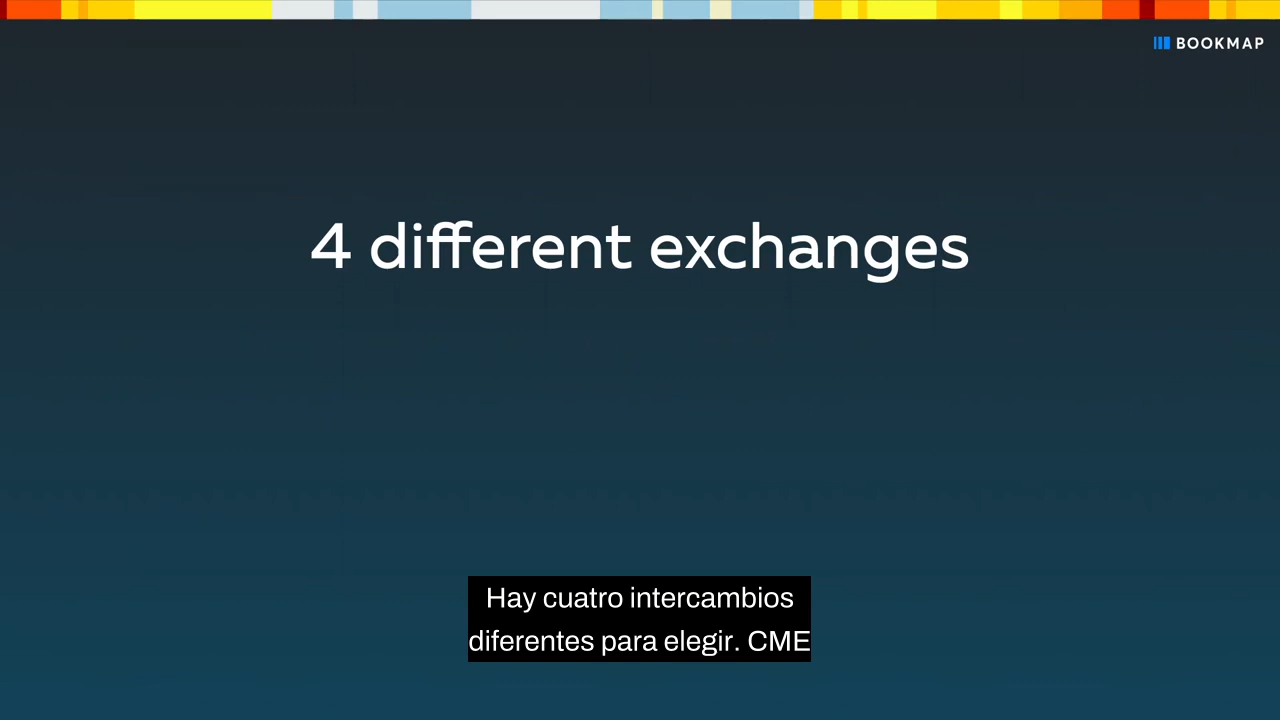 BOOKMAP
4 different exchanges
Hay cuatro intercambios
diferentes para elegir. CME